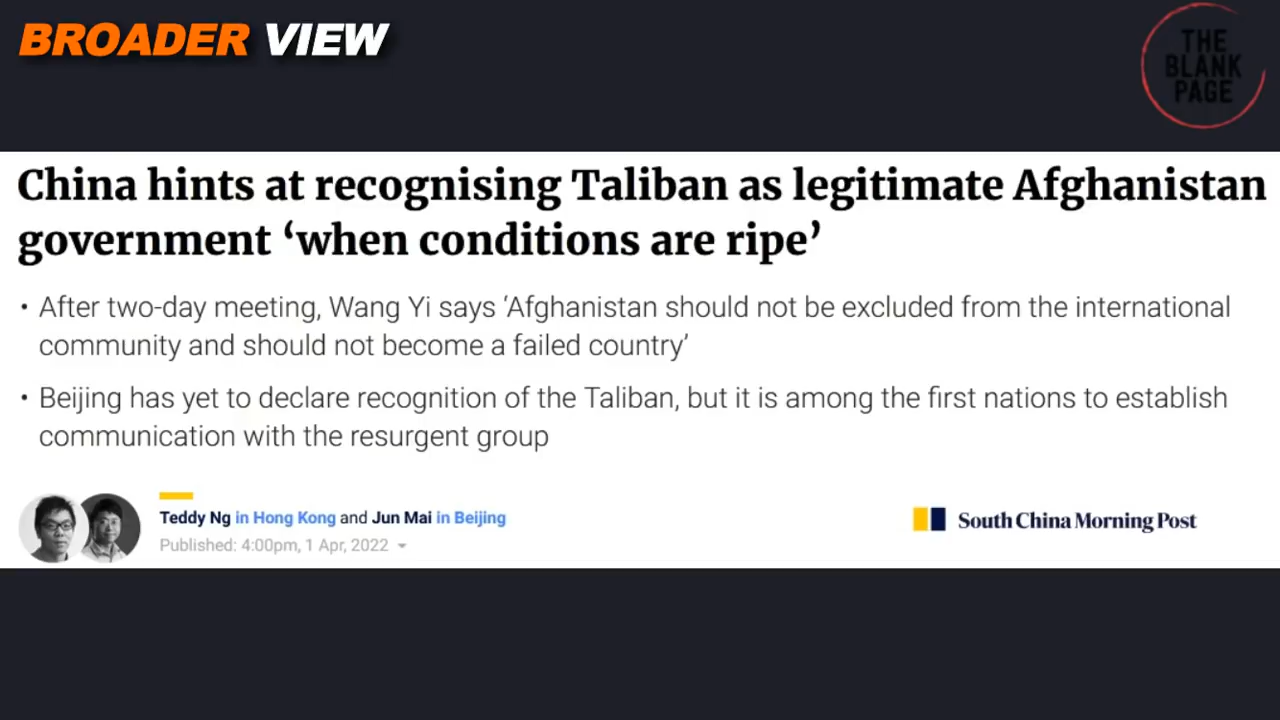 BROADER VIEW
THE
BLANK
PAGE
China hints at recognising Taliban as legitimate Afghanistan
government ‘when conditions are ripe’
• After two-day meeting, Wang Yi says ‘Afghanistan should not be excluded from the international
community and should not become a failed country’
• Beijing has yet to declare recognition of the Taliban, but it is among the first nations to establish
communication with the resurgent group
Teddy Ng in Hong Kong and Jun Mai in Beijing
Published: 4:00pm, 1 Apr, 2022
South China Morning Post